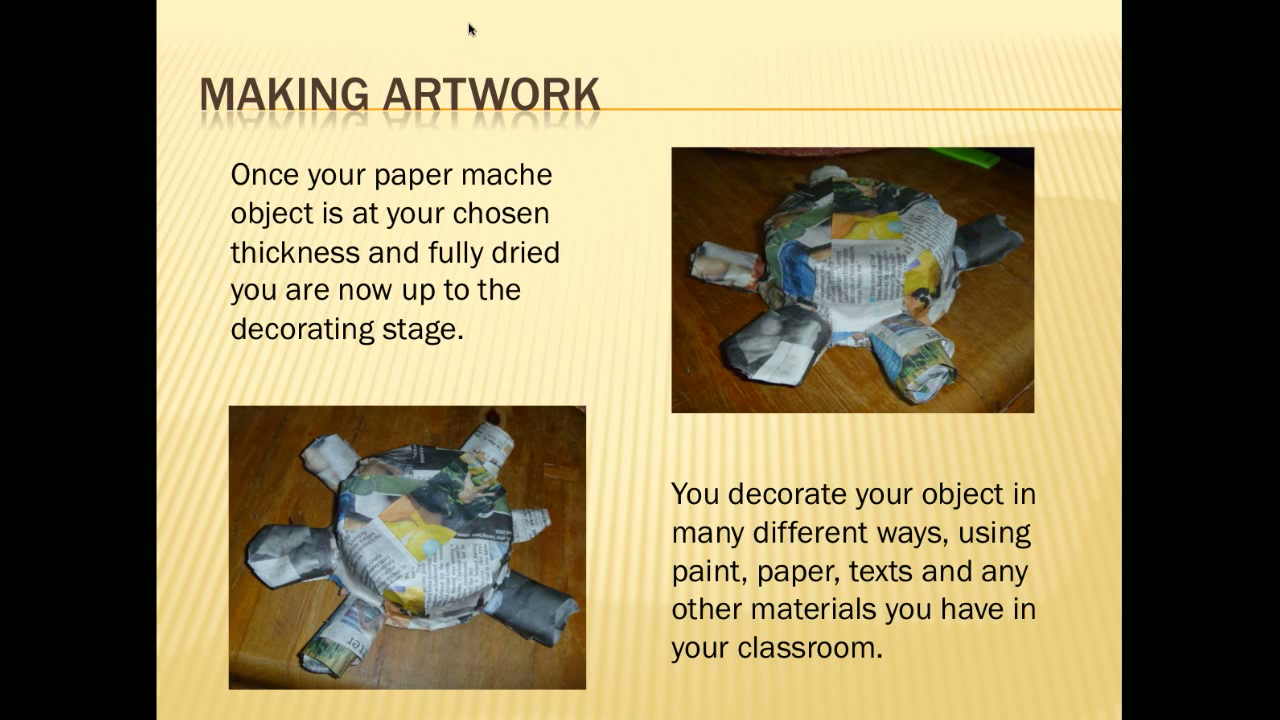 MAKING ARTWORK
Once your paper mache
object is at your chosen
thickness and fully dried
you are now up to the
decorating stage.
You decorate your object in
many different ways, using
paint, paper, texts and any
other materials you have in
your classroom.